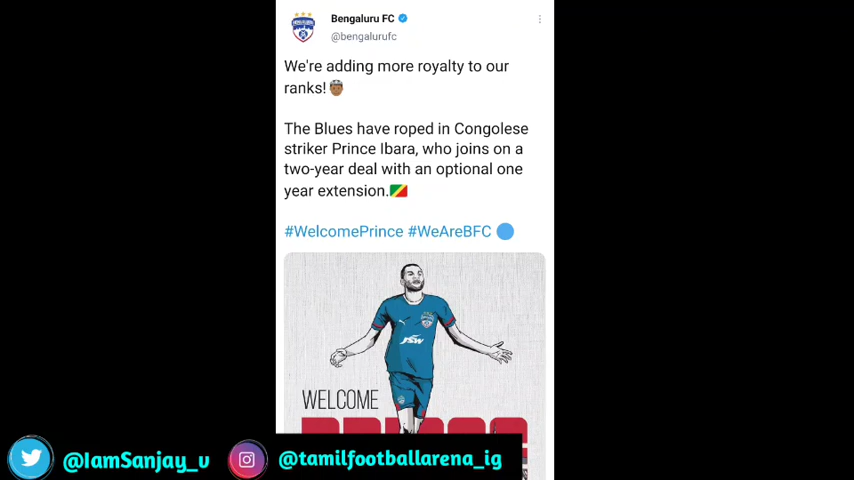 Bengaluru FC
@bengalurufc
We're adding more royalty to our
ranks!
The Blues have roped in Congolese
striker Prince Ibara, who joins on a
two-year deal with an optional one
year extension.
#WelcomePrince #WeAreBFC
JSW
WELCOME
@IamSanjay_v
@tamilfootballarena_ig